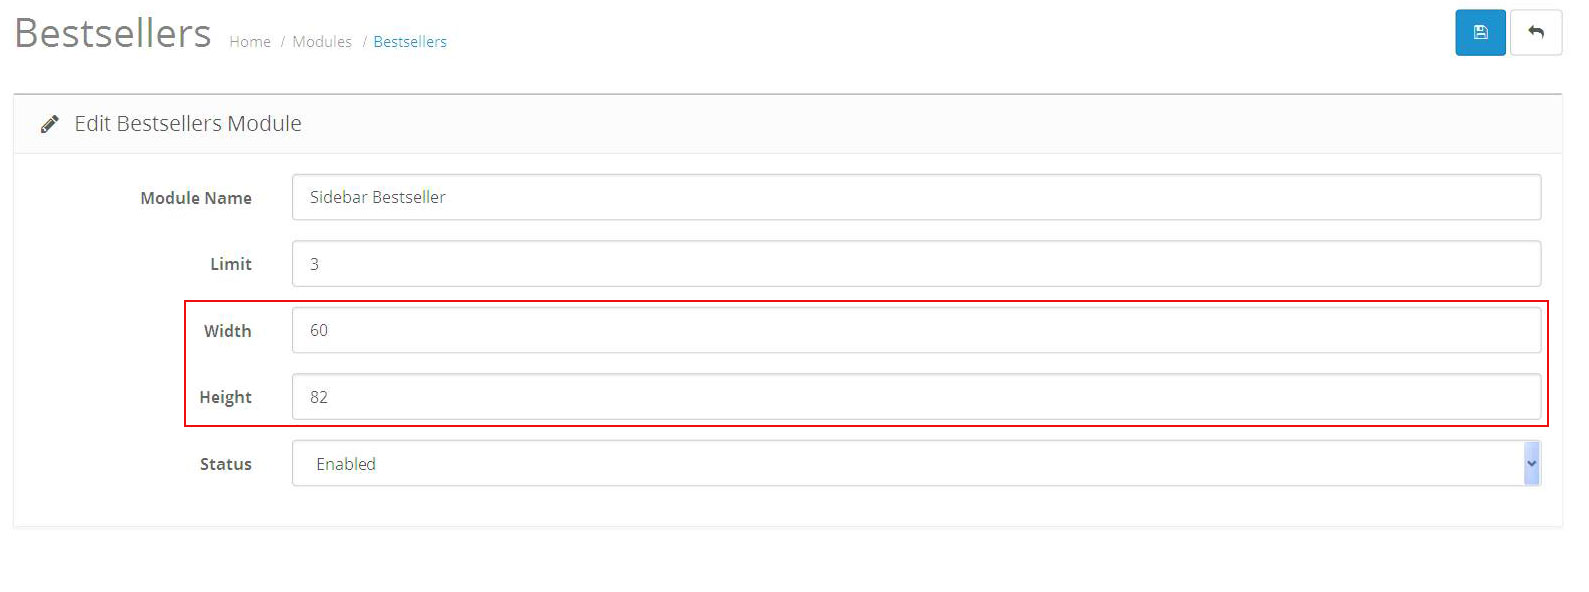 Bestsellers Home / Modules / Bestsellers
Edit Bestsellers Module
Module Name Sidebar Bestseller
Limit 3
Width 60
Height 82
Status Enabled